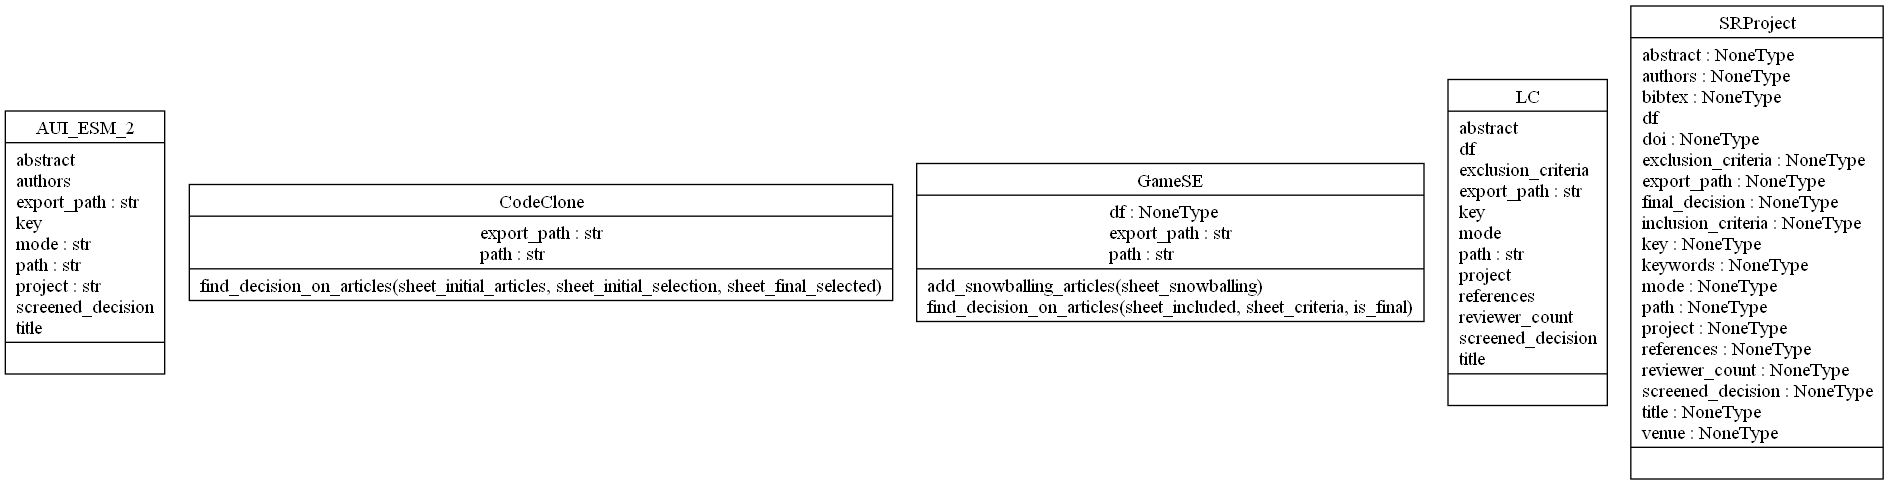 AUI_ESM_2
abstract
authors
export_path : str
key
mode : str
path : str
project : str
screened_decision
title
CodeClone
export_path : str
path : str
find_decision_on_articles(sheet_initial_articles, sheet_initial_selection, sheet_final_selected)
GameSE
df : NoneType
export_path : str
path : str
add_snowballing_articles(sheet_snowballing)
find_decision_on_articles(sheet_included, sheet_criteria, is_final)
LC
abstract
df
exclusion_criteria
export_path : str
key
mode
path : str
project
references
reviewer_count
screened_decision
title
SRProject
abstract : NoneType
authors : NoneType
bibtex : NoneType
df
doi : NoneType
exclusion_criteria : NoneType
export_path : NoneType
final_decision : NoneType
inclusion_criteria : NoneType
key : NoneType
keywords : NoneType
mode : NoneType
path : NoneType
project : NoneType
references : NoneType
reviewer_count : NoneType
screened_decision : NoneType
title : NoneType
venue : NoneType